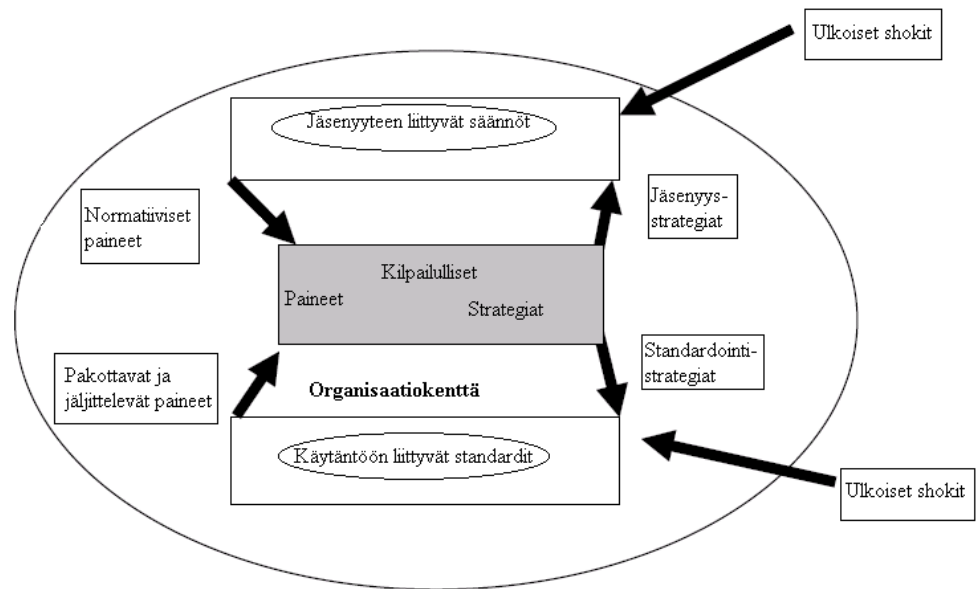 Ulkoiset shokit
Jäsenyyteen liittyvät säännöt
Normatiiviset
paineet
Jäsenyys-
strategiat
Kilpailulliset
Paineet
Strategiat
Standardointi-
strategiat
Pakottavat ja
jäljittelevät paineet
Organisaatiokenttä
Käytäntöön liittyvät standardit
Ulkoiset shokit